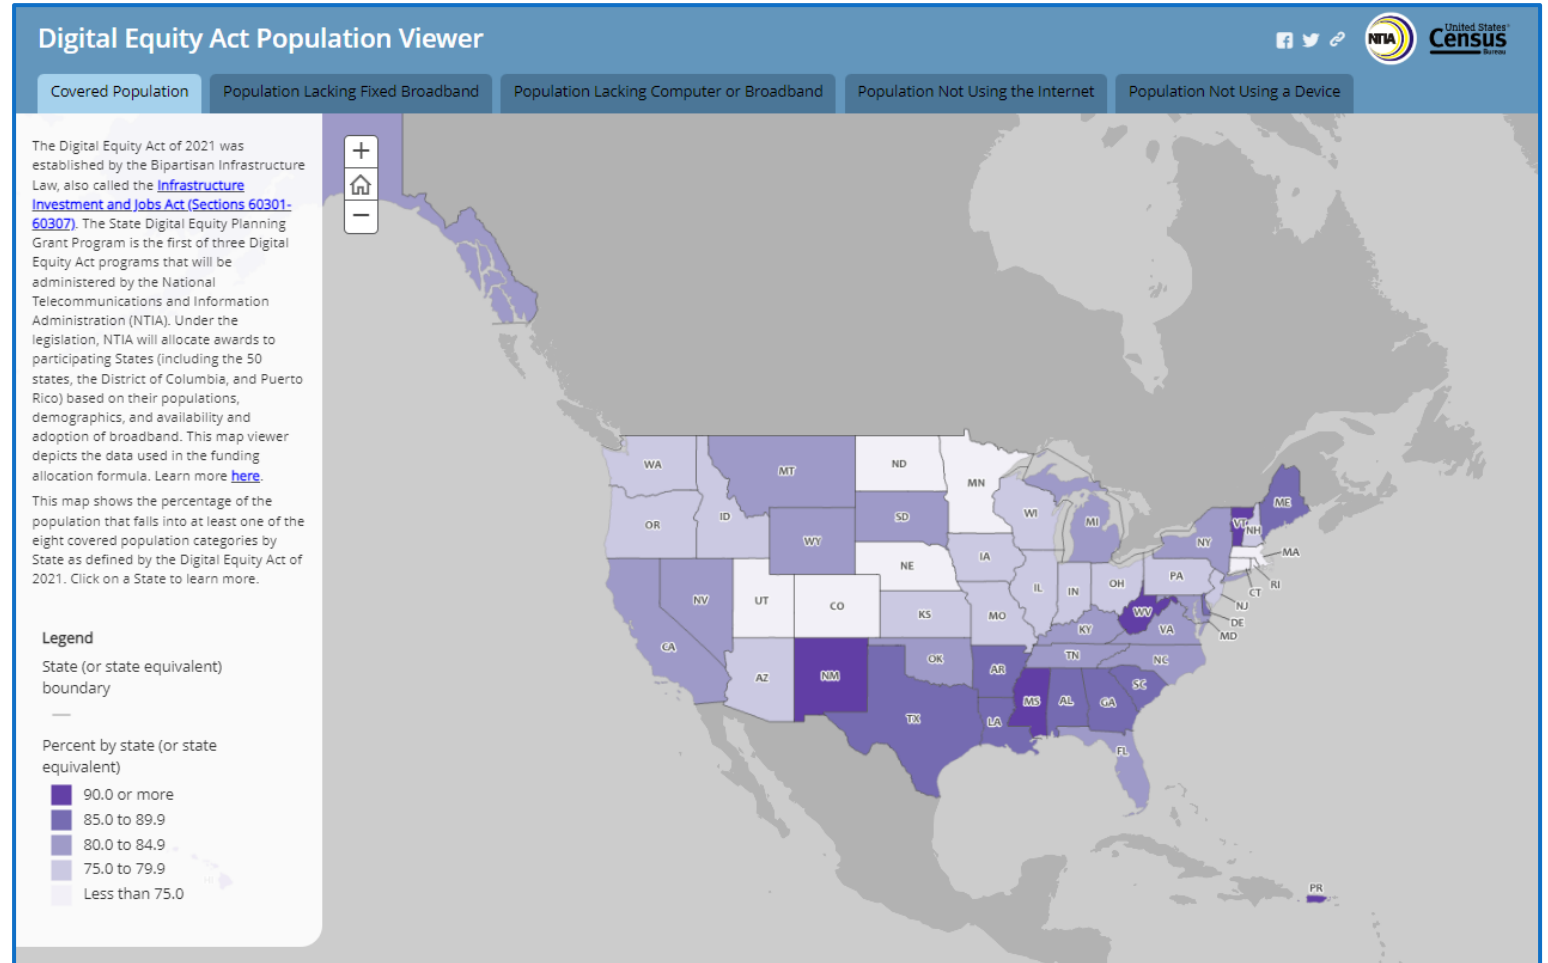 Digital Equity Act Population Viewer
NTIA
United States®
Census
Bureau
Covered Population
Population Lacking Fixed Broadband
Population Lacking Computer or Broadband
Population Not Using the Internet
Population Not Using a Device
The Digital Equity Act of 2021 was
established by the Bipartisan Infrastructure
Law, also called the Infrastructure
Investment and Jobs Act (Sections 60301-
60307). The State Digital Equity Planning
Grant Program is the first of three Digital
Equity Act programs that will be
administered by the National
Telecommunications and Information
Administration (NTIA). Under the
legislation, NTIA will allocate awards to
participating States (including the 50
states, the District of Columbia, and Puerto
Rico) based on their populations,
demographics, and availability and
adoption of broadband. This map viewer
depicts the data used in the funding
allocation formula. Learn more here.
This map shows the percentage of the
population that falls into at least one of the
eight covered population categories by
State as defined by the Digital Equity Act of
2021. Click on a State to learn more.
Legend
State (or state equivalent)
boundary
Percent by state (or state
equivalent)
90.0 or more
85.0 to 89.9
80.0 to 84.9
75.0 to 79.9
Less than 75.0
+
−
WA
MT
ND
MN
ME
OR
ID
SD
WI
MI
VT
NH
WY
NY
MA
IA
NE
PA
RI
CT
NV
UT
CO
IL
IN
OH
NJ
KS
MO
WV
DE
KY
VA
MD
CA
AZ
NM
OK
TN
NC
AR
SC
TX
LA
MS
AL
GA
FL
PR